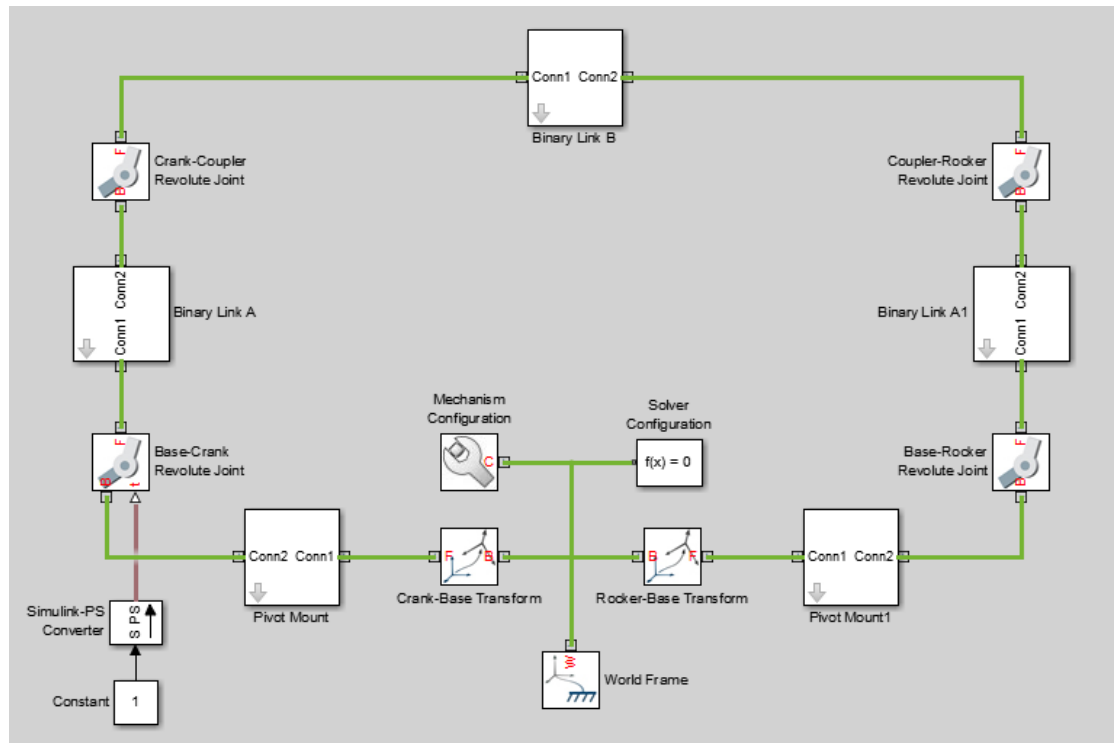 Conn1 Conn2
Binary Link B
F
Crank-Coupler
Revolute Joint
B
F
Coupler-Rocker
Revolute Joint
B
Conn2
Conn1
Binary Link A
Conn2
Conn1
Binary Link A1
Mechanism
Configuration
C
Solver
Configuration
f(x) = 0
F
Base-Crank
Revolute Joint
B
t
F
Base-Rocker
Revolute Joint
B
Conn2 Conn1
Pivot Mount
F B
Crank-Base Transform
B F
Rocker-Base Transform
Conn1 Conn2
Pivot Mount1
Simulink-PS
Converter
S PS
W
World Frame
Constant
1